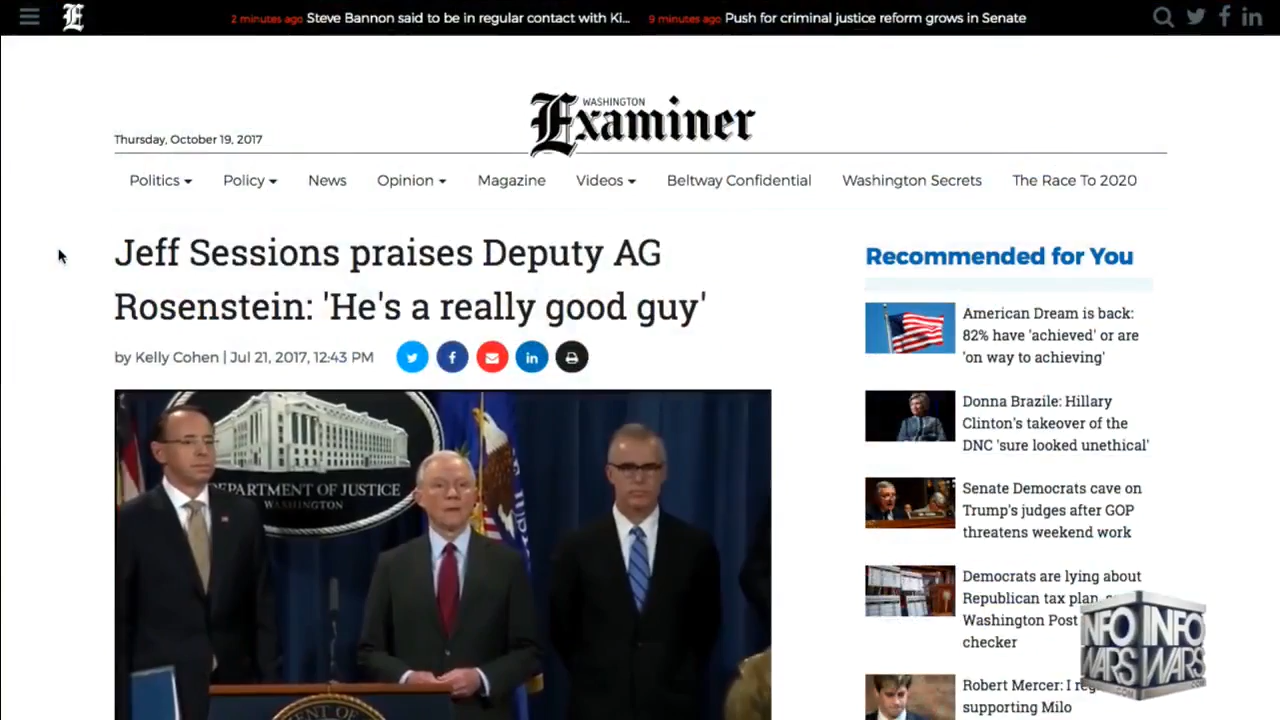 2 minutes ago Steve Bannon said to be in regular contact with Ki... 9 minutes ago Push for criminal justice reform grows in Senate
WASHINGTON
Examiner
Thursday, October 19, 2017
Politics Policy News Opinion Magazine Videos Beltway Confidential Washington Secrets The Race To 2020
Jeff Sessions praises Deputy AG
Rosenstein: 'He's a really good guy'
by Kelly Cohen | Jul 21, 2017, 12:43 PM
DEPARTMENT OF JUSTICE
WASHINGTON
Recommended for You
American Dream is back:
82% have 'achieved' or are
'on way to achieving'
Donna Brazile: Hillary
Clinton's takeover of the
DNC 'sure looked unethical'
Senate Democrats cave on
Trump's judges after GOP
threatens weekend work
Democrats are lying about
Republican tax plan,
Washington Post
checker
Robert Mercer: I
supporting Milo
INFO INFO
WARS WARS
.COM .COM